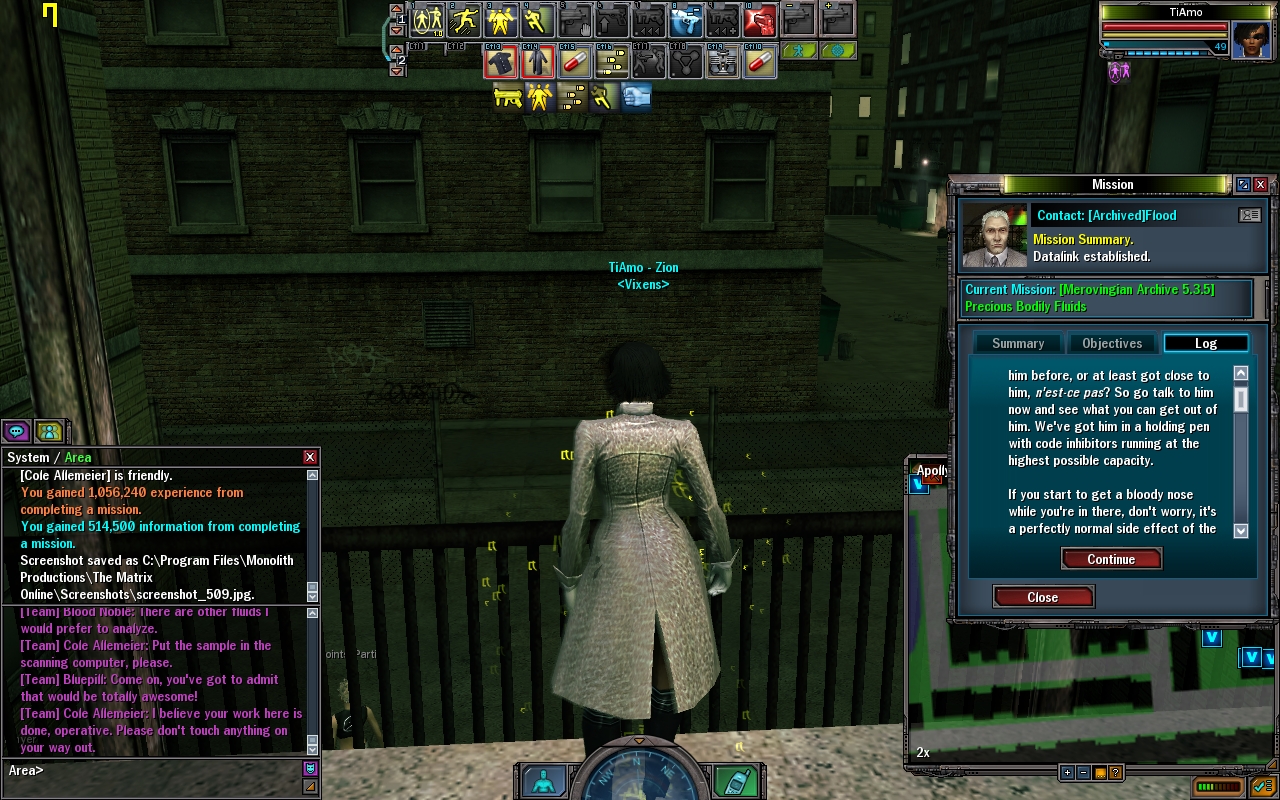 TiAmo
49
Mission
Contact: [Archived]Flood
Mission Summary.
Datalink established.
TiAmo - Zion
<Vixens>
Current Mission: [Merovingian Archive 5.3.5]
Precious Bodily Fluids
Summary
Objectives
Log
him before, or at least got close to
him, n'est-ce pas? So go talk to him
now and see what you can get out of
him. We've got him in a holding pen
with code inhibitors running at the
highest possible capacity.
If you start to get a bloody nose
while you're in there, don't worry, it's
a perfectly normal side effect of the
Continue
Close
System / Area
[Cole Allemeier] is friendly.
You gained 1,056,240 experience from
completing a mission.
You gained 514,500 information from completing
a mission.
Screenshot saved as C:\Program Files\Monolith
Productions\The Matrix
Online\Screenshots\screenshot_509.jpg.
[Team] Blood Noble: There are other fluids I
would prefer to analyze.
[Team] Cole Allemeier: Put the sample in the
scanning computer, please.
[Team] Bluepill: Come on, you've got to admit
that would be totally awesome!
[Team] Cole Allemeier: I believe your work here is
done, operative. Please don't touch anything on
your way out.
Area>
Apolly
2x
NW
N
NE